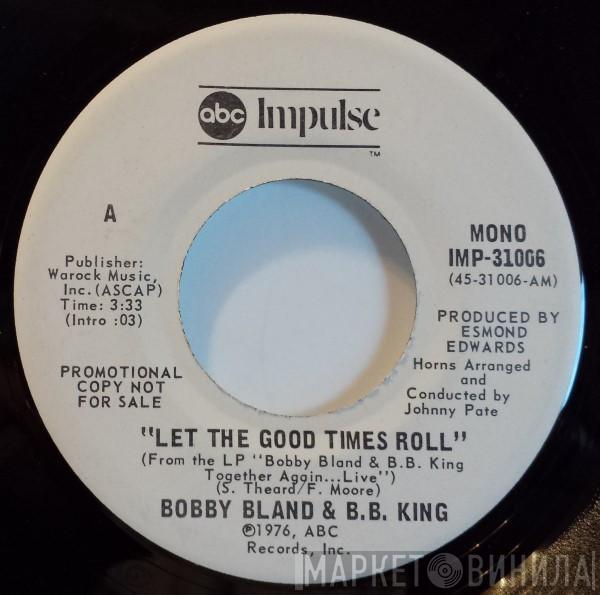 abc Impulse
TM
A
Publisher:
Warock Music,
Inc. (ASCAP)
Time: 3:33
(Intro :03)
PROMOTIONAL
COPY NOT
FOR SALE
MONO
IMP-31006
(45-31006-AM)
PRODUCED BY
ESMOND
EDWARDS
Horns Arranged
and
Conducted by
Johnny Pate
"LET THE GOOD TIMES ROLL"
(From the LP "Bobby Bland & B.B. King
Together Again...Live")
(S. Theard/F. Moore)
BOBBY BLAND & B.B. KING
℗1976, ABC
Records, Inc.
МАРКЕТ ВИНИЛА